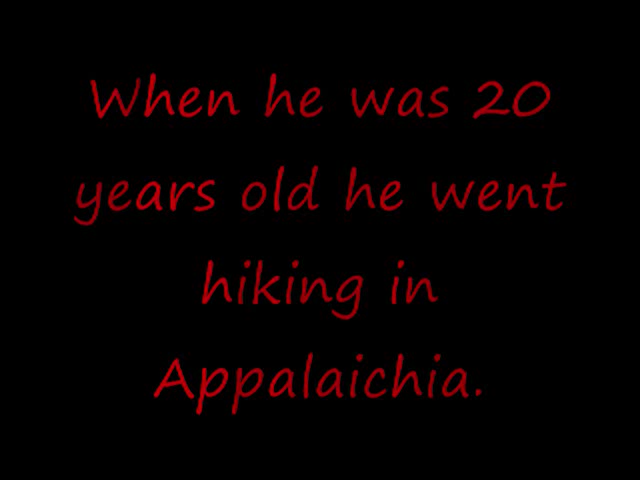 When he was 20
years old he went
hiking in
Appalaichia.